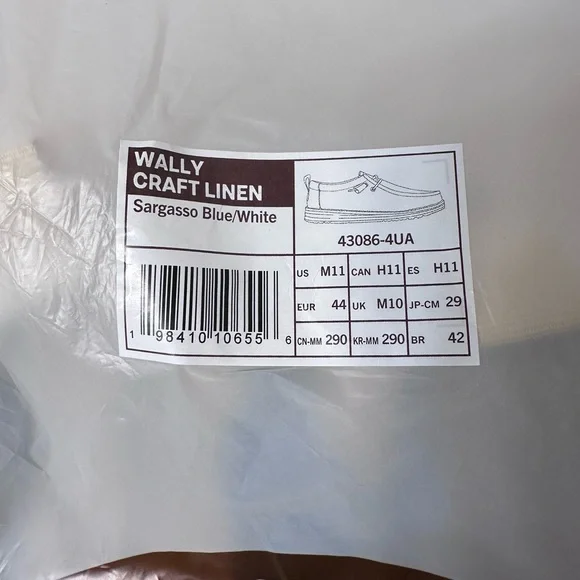 WALLY
CRAFT LINEN
Sargasso Blue/White
43086-4UA
US M11 CAN H11 ES H11
EUR 44 UK M10 JP-CM 29
CN-MM 290 KR-MM 290 BR 42
1 98410 10655 6